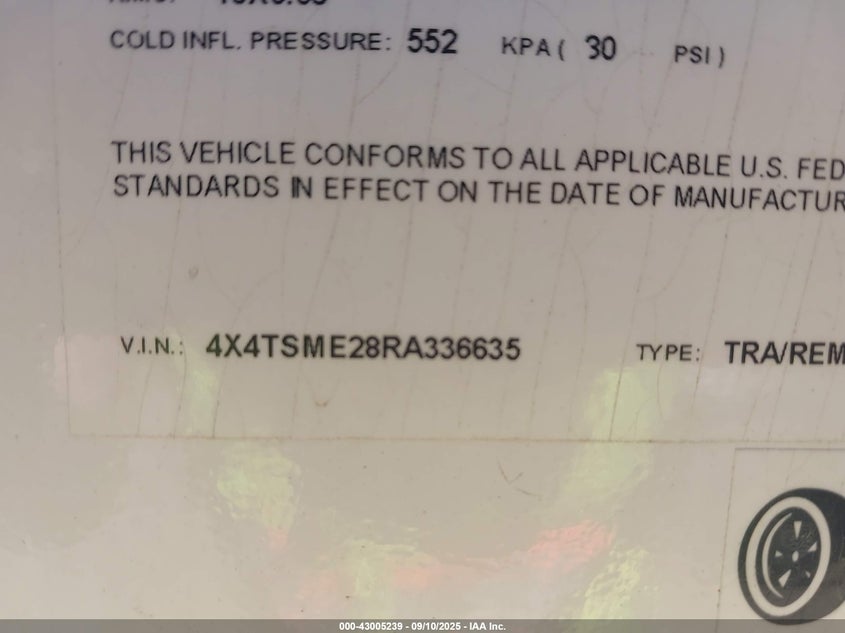 COLD INFL. PRESSURE: 552 KPA ( 30 PSI )
THIS VEHICLE CONFORMS TO ALL APPLICABLE U.S. FED
STANDARDS IN EFFECT ON THE DATE OF MANUFACTUR
V.I.N.: 4X4TSME28RA336635 TYPE: TRA/REM
000-43005239 - 09/10/2025 - IAA Inc.